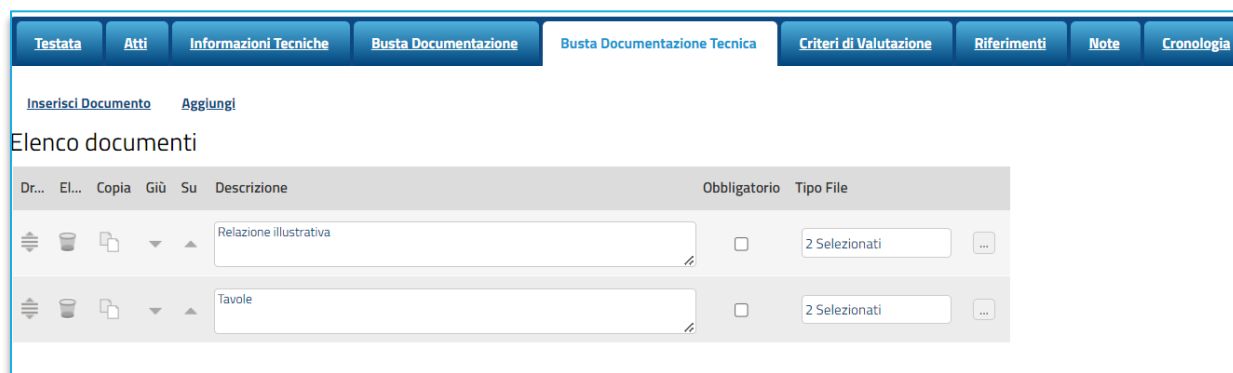 Testata Atti Informazioni Tecniche Busta Documentazione Busta Documentazione Tecnica Criteri di Valutazione Riferimenti Note Cronologia
Inserisci Documento Aggiungi
Elenco documenti
Dr... El... Copia Giù Su Descrizione Obbligatorio Tipo File
Relazione illustrativa
2 Selezionati ...
Tavole
2 Selezionati ...